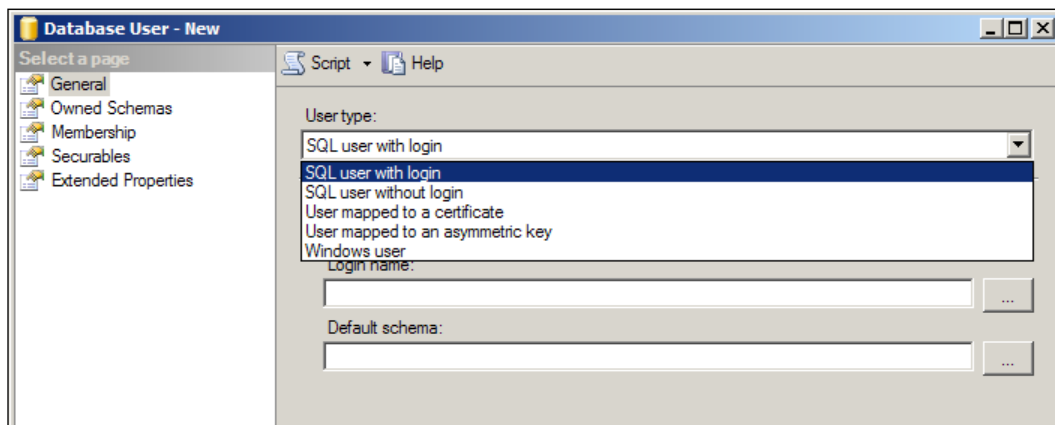 Database User - New
Select a page
General
Owned Schemas
Membership
Securables
Extended Properties
Script Help
User type:
SQL user with login
SQL user with login
SQL user without login
User mapped to a certificate
User mapped to an asymmetric key
Windows user
Login name:
...
Default schema:
...